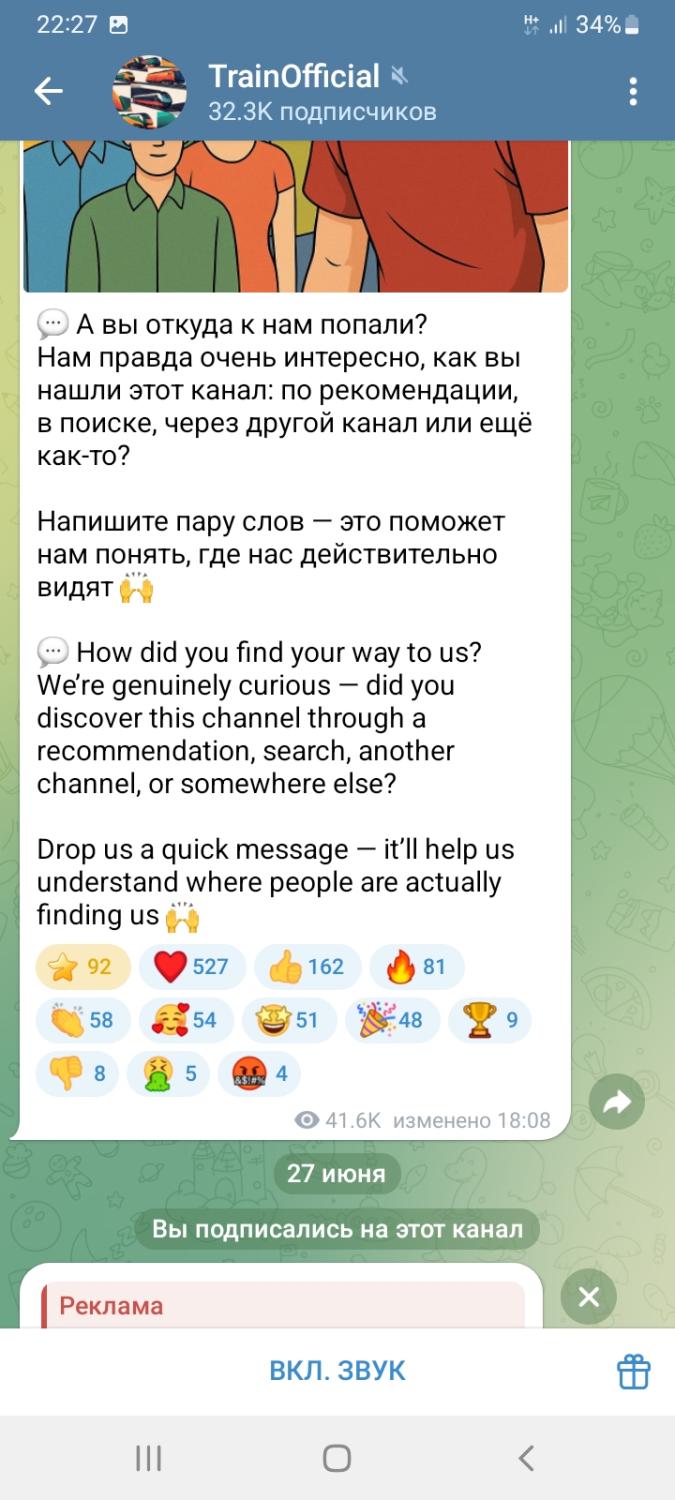 22:27 H+ 34%
TrainOfficial
32.3K подписчиков
💬 А вы откуда к нам попали?
Нам правда очень интересно, как вы
нашли этот канал: по рекомендации,
в поиске, через другой канал или ещё
как-то?
Напишите пару слов — это поможет
нам понять, где нас действительно
видят 🙌
💬 How did you find your way to us?
We’re genuinely curious — did you
discover this channel through a
recommendation, search, another
channel, or somewhere else?
Drop us a quick message — it’ll help us
understand where people are actually
finding us 🙌
⭐ 92 ❤️ 527 👍 162 🔥 81
👏 58 🥰 54 🤩 51 🎉 48 🏆 9
👎 8 🤮 5 🤬 4
41.6K изменено 18:08
27 июня
Вы подписались на этот канал
Реклама
ВКЛ. ЗВУК